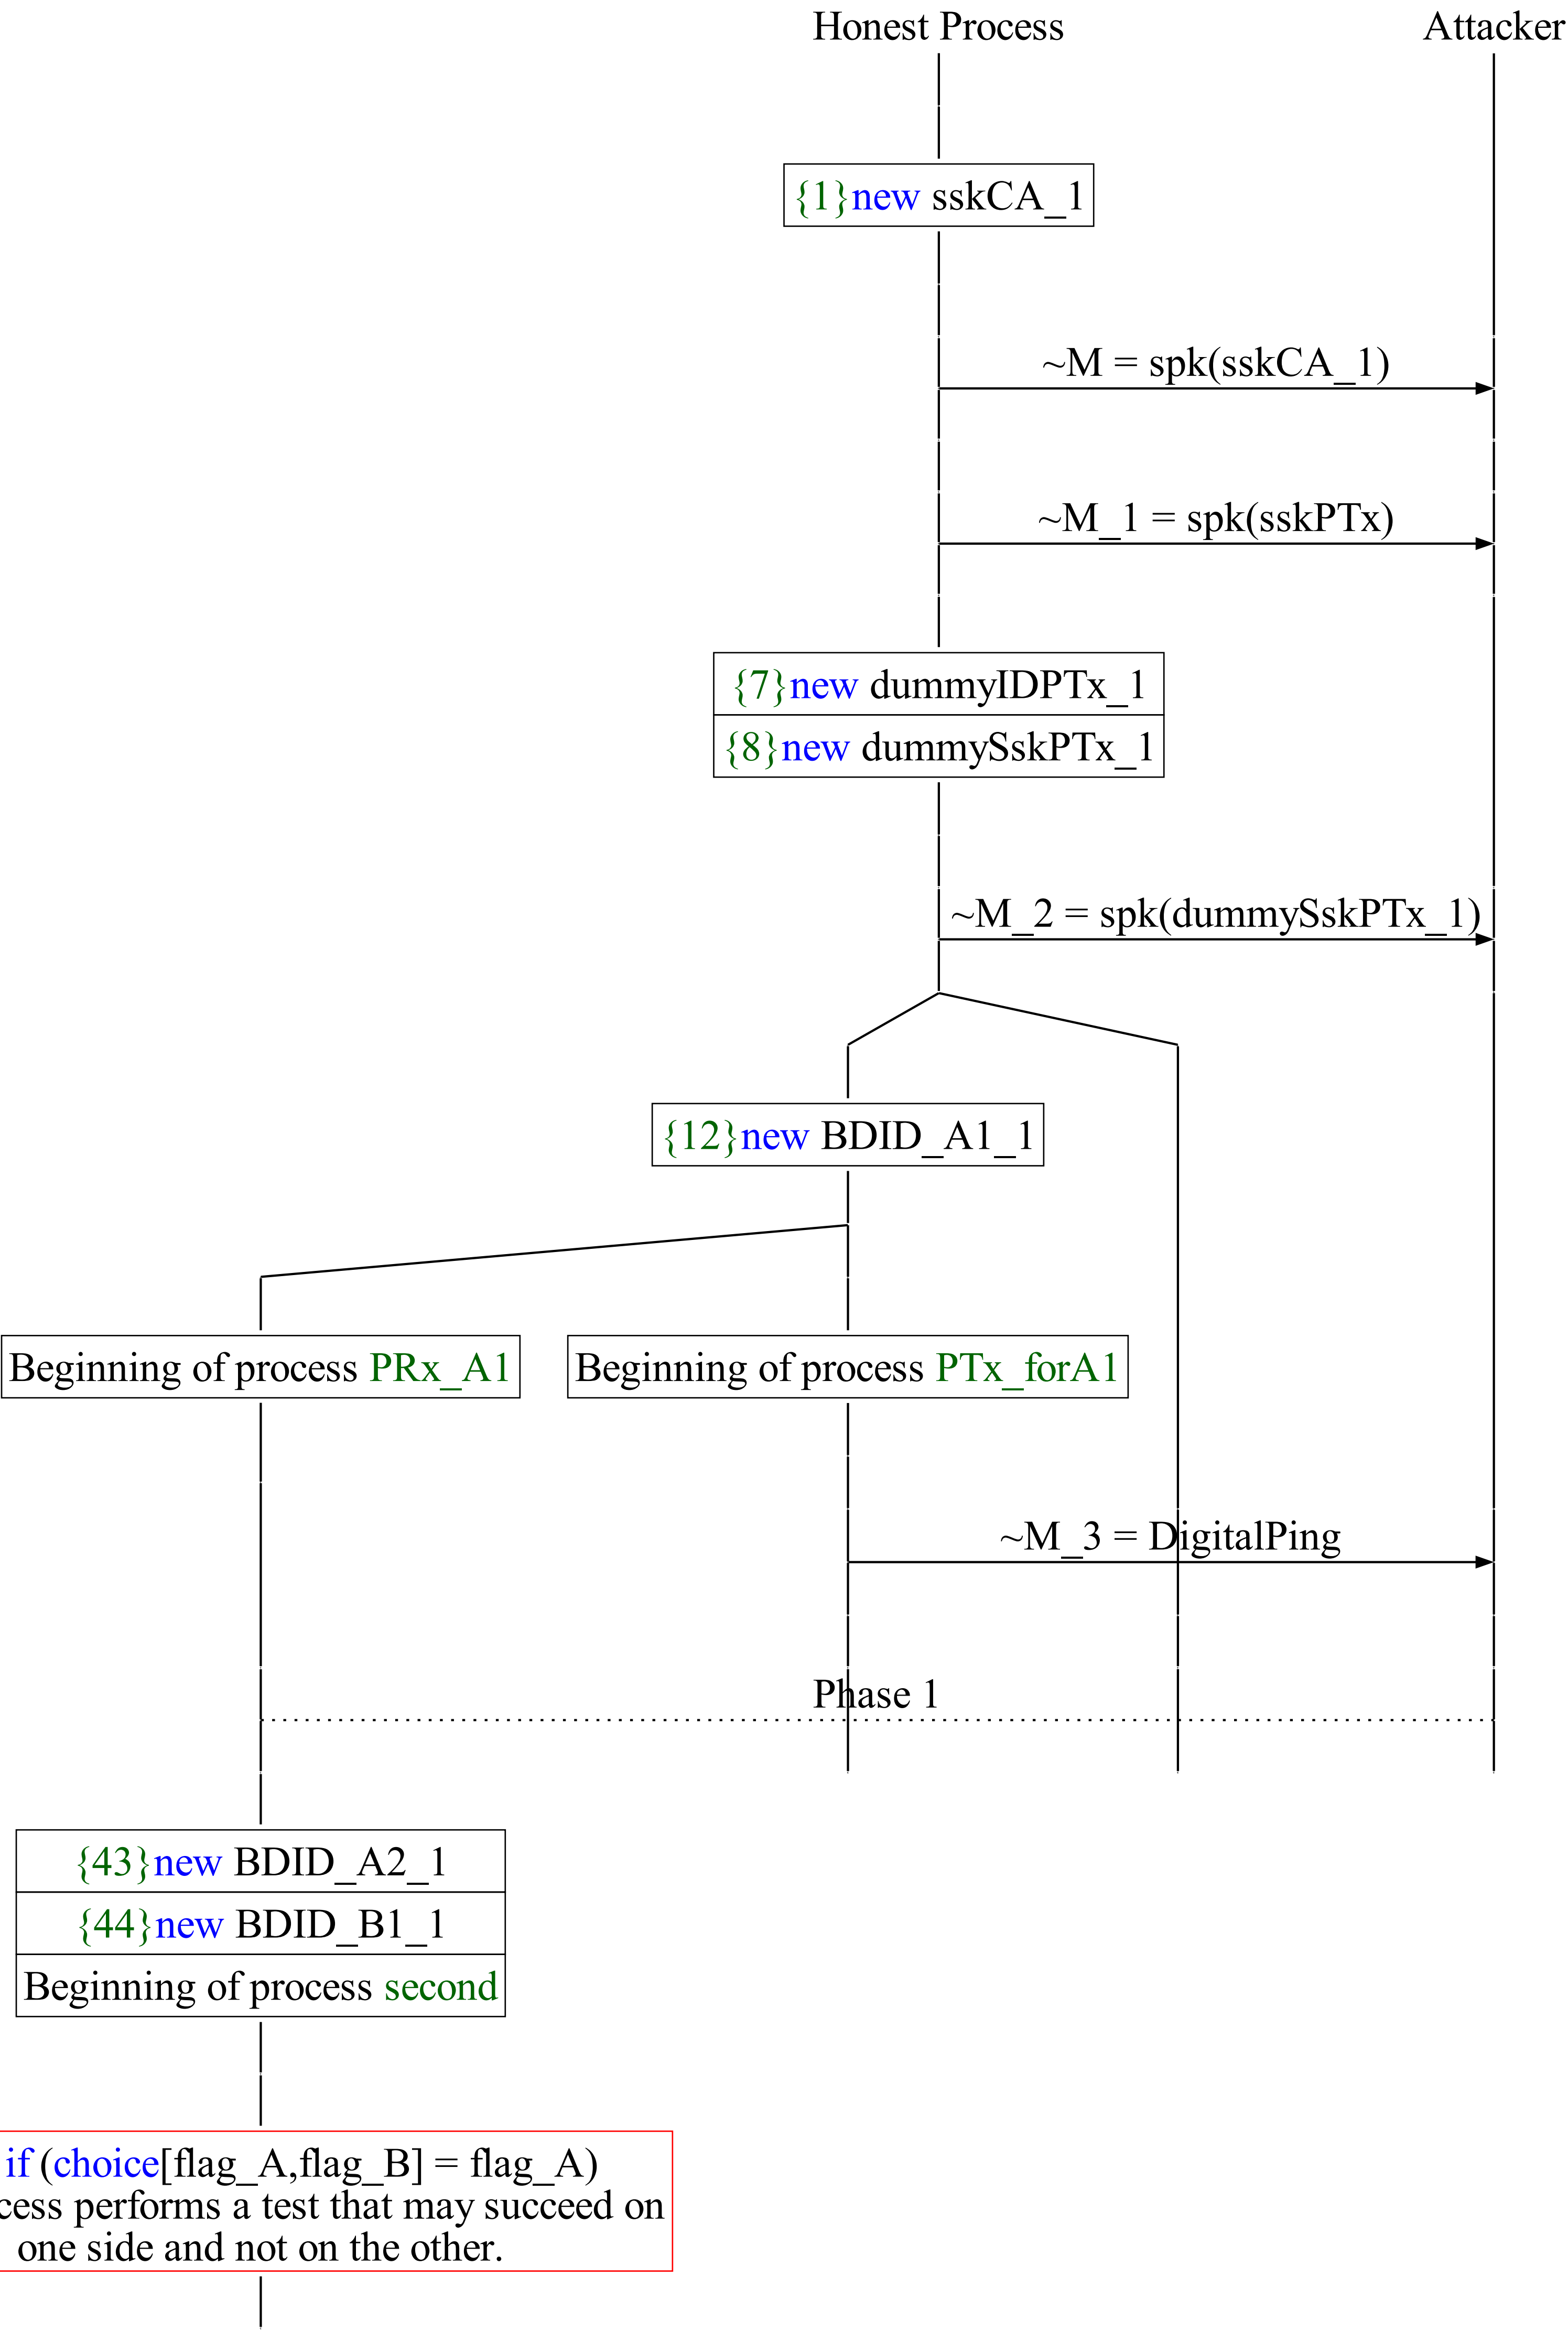 Honest Process
Attacker
{1}new sskCA_1
~M = spk(sskCA_1)
~M_1 = spk(sskPTx)
{7}new dummyIDPTx_1
{8}new dummySskPTx_1
~M_2 = spk(dummySskPTx_1)
{12}new BDID_A1_1
Beginning of process PRx_A1
Beginning of process PTx_forA1
~M_3 = DigitalPing
Phase 1
{43}new BDID_A2_1
{44}new BDID_B1_1
Beginning of process second
if (choice[flag_A,flag_B] = flag_A)
performs a test that may succeed on
one side and not on the other.